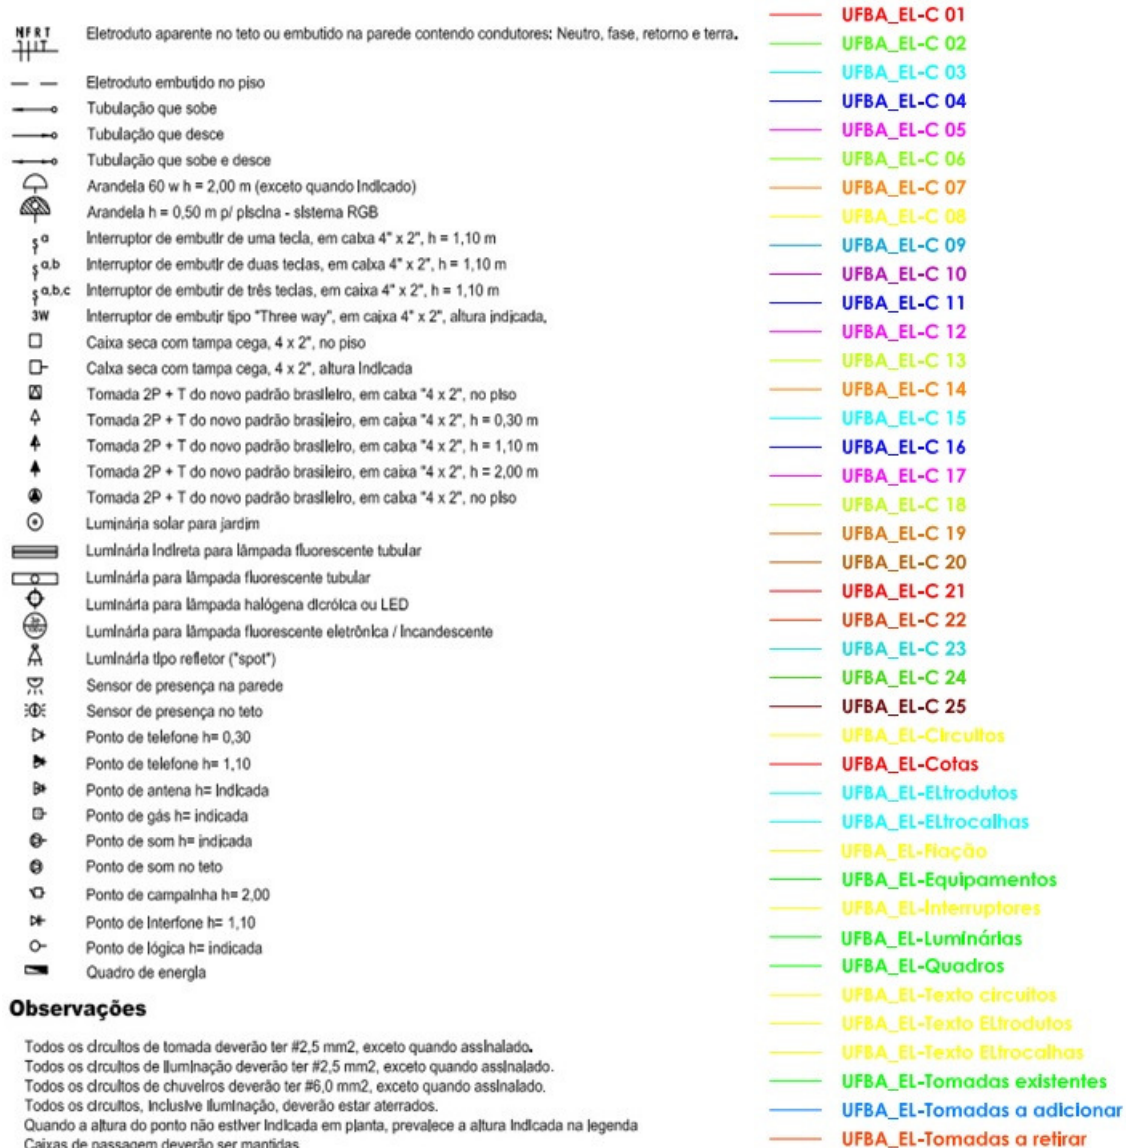 NFRT
Eletroduto aparente no teto ou embutido na parede contendo condutores: Neutro, fase, retorno e terra.
Eletroduto embutido no piso
Tubulação que sobe
Tubulação que desce
Tubulação que sobe e desce
Arandela 60 w h = 2,00 m (exceto quando Indicado)
Arandela h = 0,50 m p/ piscina - sistema RGB
a Interruptor de embutir de uma tecla, em caixa 4" x 2", h = 1,10 m
a,b Interruptor de embutir de duas teclas, em caixa 4" x 2", h = 1,10 m
a,b,c Interruptor de embutir de três teclas, em caixa 4" x 2", h = 1,10 m
3W Interruptor de embutir tipo "Three way", em caixa 4" x 2", altura indicada,
Caixa seca com tampa cega, 4 x 2", no piso
Caixa seca com tampa cega, 4 x 2", altura Indicada
Tomada 2P + T do novo padrão brasileiro, em caixa "4 x 2", no piso
Tomada 2P + T do novo padrão brasileiro, em caixa "4 x 2", h = 0,30 m
Tomada 2P + T do novo padrão brasileiro, em caixa "4 x 2", h = 1,10 m
Tomada 2P + T do novo padrão brasileiro, em caixa "4 x 2", h = 2,00 m
Tomada 2P + T do novo padrão brasileiro, em caixa "4 x 2", no piso
Luminária solar para jardim
Luminária Indireta para lâmpada fluorescente tubular
Luminária para lâmpada fluorescente tubular
Luminária para lâmpada halógena dicróica ou LED
Luminária para lâmpada fluorescente eletrônica / Incandescente
Luminária tipo refletor ("spot")
Sensor de presença na parede
Sensor de presença no teto
Ponto de telefone h= 0,30
Ponto de telefone h= 1,10
Ponto de antena h= Indicada
Ponto de gás h= indicada
Ponto de som h= indicada
Ponto de som no teto
Ponto de campainha h= 2,00
Ponto de Interfone h= 1,10
Ponto de lógica h= indicada
Quadro de energia
Observações
Todos os circuitos de tomada deverão ter #2,5 mm2, exceto quando assinalado.
Todos os circuitos de Iluminação deverão ter #2,5 mm2, exceto quando assinalado.
Todos os circuitos de chuveiros deverão ter #6,0 mm2, exceto quando assinalado.
Todos os circuitos, Inclusive Iluminação, deverão estar aterrados.
Quando a altura do ponto não estiver Indicada em planta, prevalece a altura Indicada na legenda
Caixas de passagem deverão ser mantidas
UFBA_EL-C 01
UFBA_EL-C 02
UFBA_EL-C 03
UFBA_EL-C 04
UFBA_EL-C 05
UFBA_EL-C 06
UFBA_EL-C 07
UFBA_EL-C 08
UFBA_EL-C 09
UFBA_EL-C 10
UFBA_EL-C 11
UFBA_EL-C 12
UFBA_EL-C 13
UFBA_EL-C 14
UFBA_EL-C 15
UFBA_EL-C 16
UFBA_EL-C 17
UFBA_EL-C 18
UFBA_EL-C 19
UFBA_EL-C 20
UFBA_EL-C 21
UFBA_EL-C 22
UFBA_EL-C 23
UFBA_EL-C 24
UFBA_EL-C 25
UFBA_EL-Circuitos
UFBA_EL-Cotas
UFBA_EL-ELtrodutos
UFBA_EL-ELtrocalhas
UFBA_EL-Fiação
UFBA_EL-Equipamentos
UFBA_EL-Interruptores
UFBA_EL-Luminárias
UFBA_EL-Quadros
UFBA_EL-Texto circuitos
UFBA_EL-Texto ELtrodutos
UFBA_EL-Texto ELtrocalhas
UFBA_EL-Tomadas existentes
UFBA_EL-Tomadas a adicionar
UFBA_EL-Tomadas a retirar